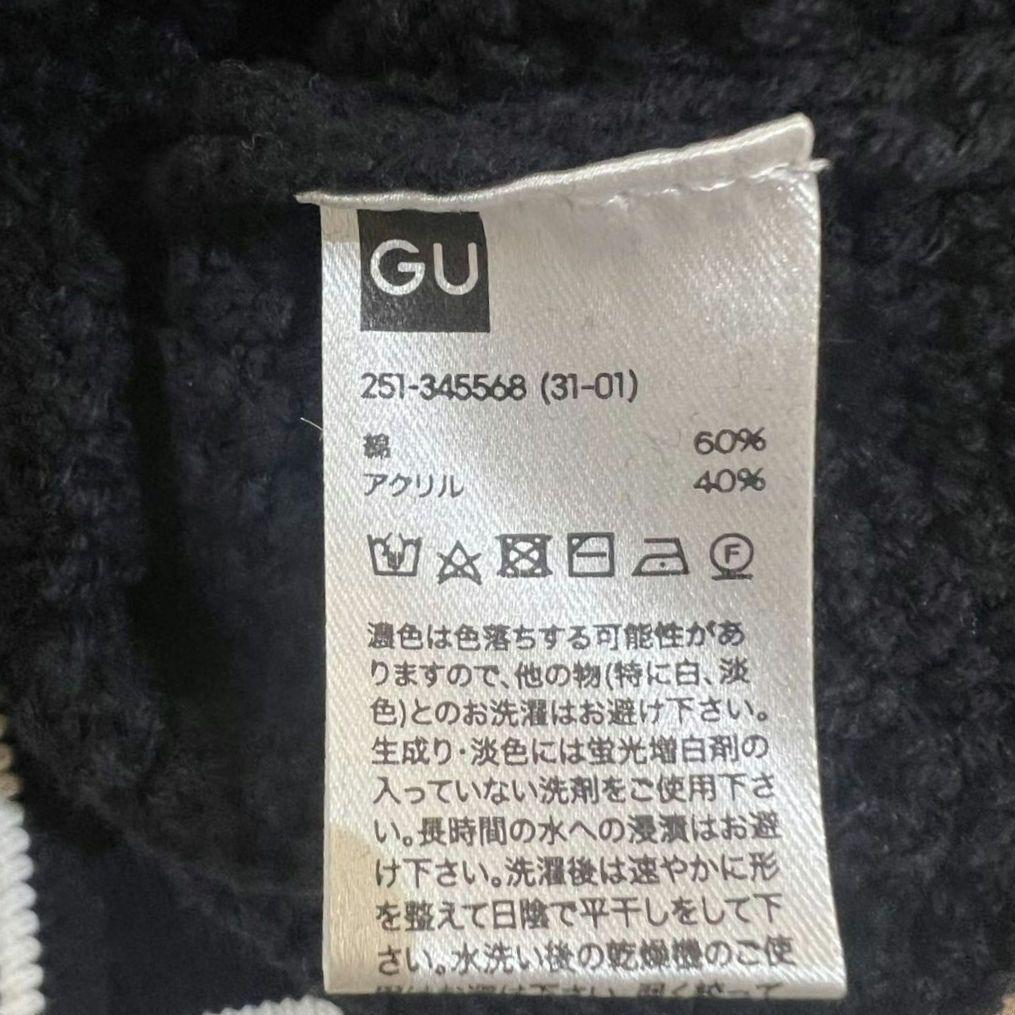 GU
251-345568 (31-01)
綿 60%
アクリル 40%
F
濃色は色落ちする可能性があ
りますので、他の物(特に白、淡
色)とのお洗濯はお避け下さい。
生成り・淡色には蛍光増白剤の
入っていない洗剤をご使用下さ
い。長時間の水への浸漬はお避
け下さい。洗濯後は速やかに形
を整えて日陰で平干しをして下
さい。水洗い後の乾燥機のご使